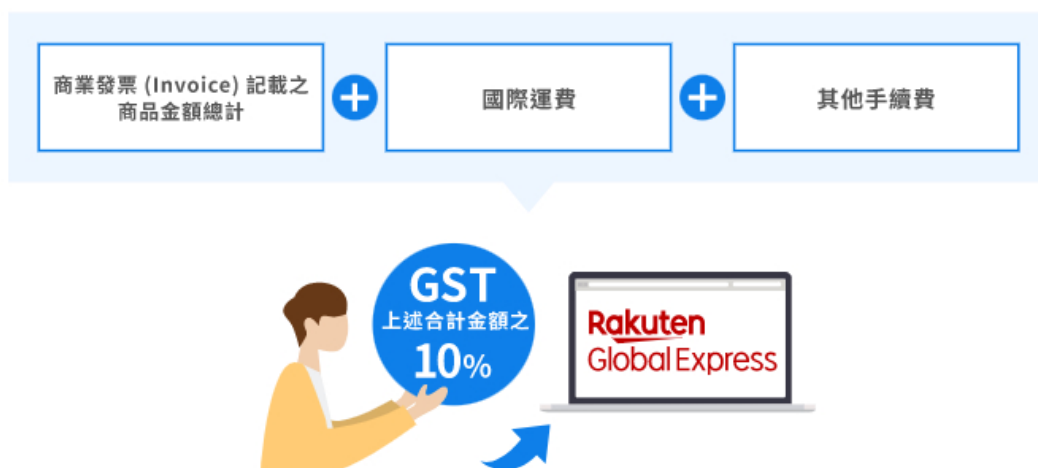 商業發票 (Invoice) 記載之
商品金額總計
國際運費
其他手續費
GST
上述合計金額之
10%
Rakuten
Global Express